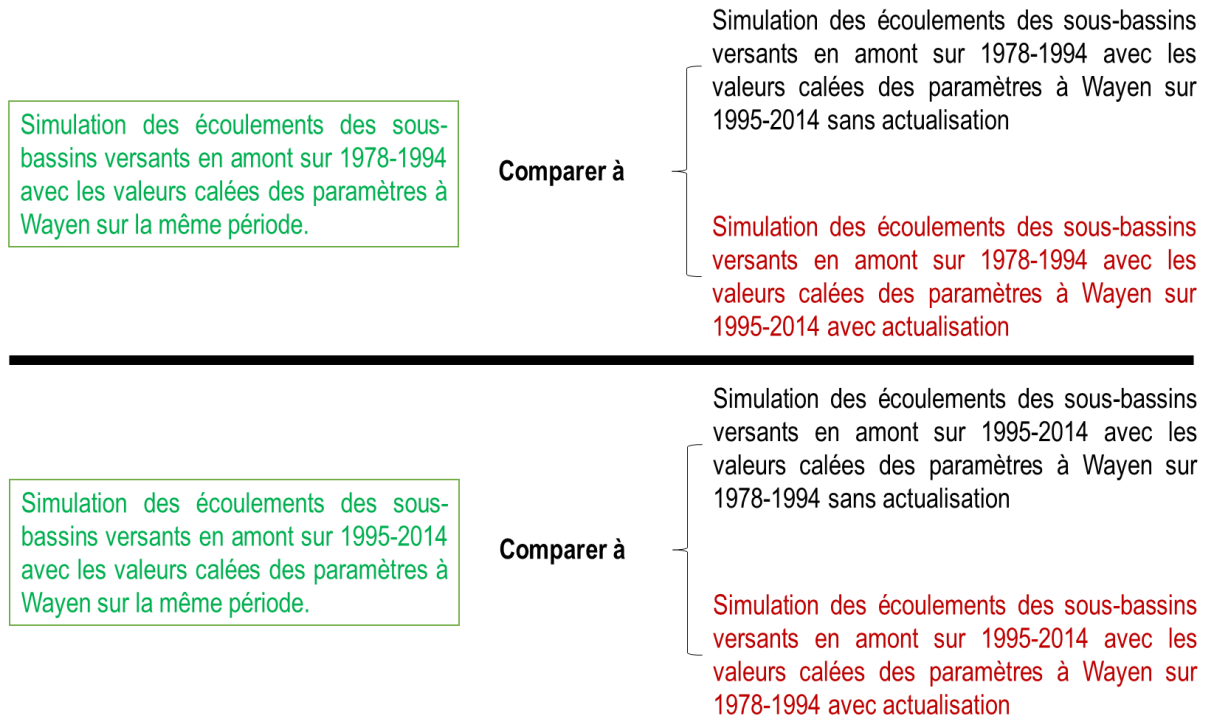 Simulation des écoulements des sous-
bassins versants en amont sur 1978-1994
avec les valeurs calées des paramètres à
Wayen sur la même période.
Comparer à
Simulation des écoulements des sous-bassins
versants en amont sur 1978-1994 avec les
valeurs calées des paramètres à Wayen sur
1995-2014 sans actualisation
Simulation des écoulements des sous-bassins
versants en amont sur 1978-1994 avec les
valeurs calées des paramètres à Wayen sur
1995-2014 avec actualisation
Simulation des écoulements des sous-
bassins versants en amont sur 1995-2014
avec les valeurs calées des paramètres à
Wayen sur la même période.
Comparer à
Simulation des écoulements des sous-bassins
versants en amont sur 1995-2014 avec les
valeurs calées des paramètres à Wayen sur
1978-1994 sans actualisation
Simulation des écoulements des sous-bassins
versants en amont sur 1995-2014 avec les
valeurs calées des paramètres à Wayen sur
1978-1994 avec actualisation